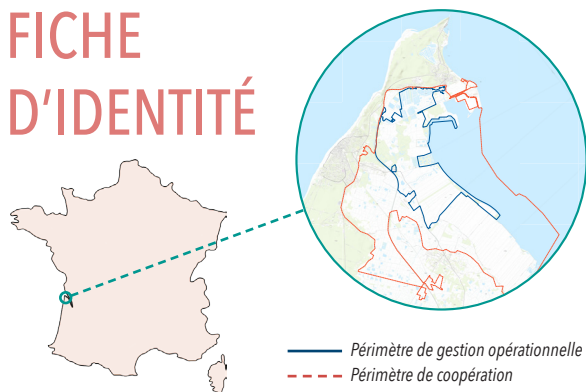 FICHE
D'IDENTITÉ
Périmètre de gestion opérationnelle
Périmètre de coopération